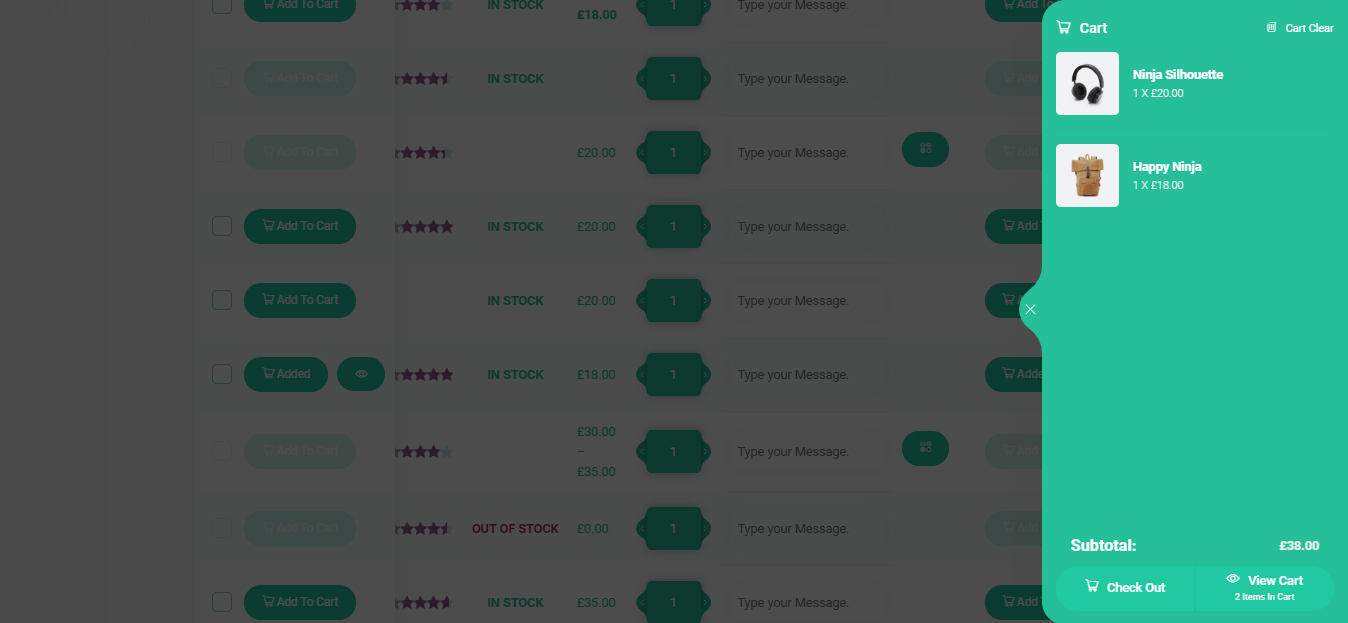 Add To Cart IN STOCK £18.00 1 Type your Message. Add To
Add To Cart IN STOCK 1 Type your Message. Add
Add To Cart £20.00 1 Type your Message. Add
Add To Cart IN STOCK £20.00 1 Type your Message. Add
Add To Cart IN STOCK £20.00 1 Type your Message.
Added IN STOCK £18.00 1 Type your Message. Added
Add To Cart £30.00 – £35.00 1 Type your Message. Add
Add To Cart OUT OF STOCK £0.00 1 Type your Message. Add
Add To Cart IN STOCK £35.00 1 Type your Message. Add
Cart Cart Clear
Ninja Silhouette
1 X £20.00
Happy Ninja
1 X £18.00
Subtotal: £38.00
Check Out View Cart
2 Items In Cart